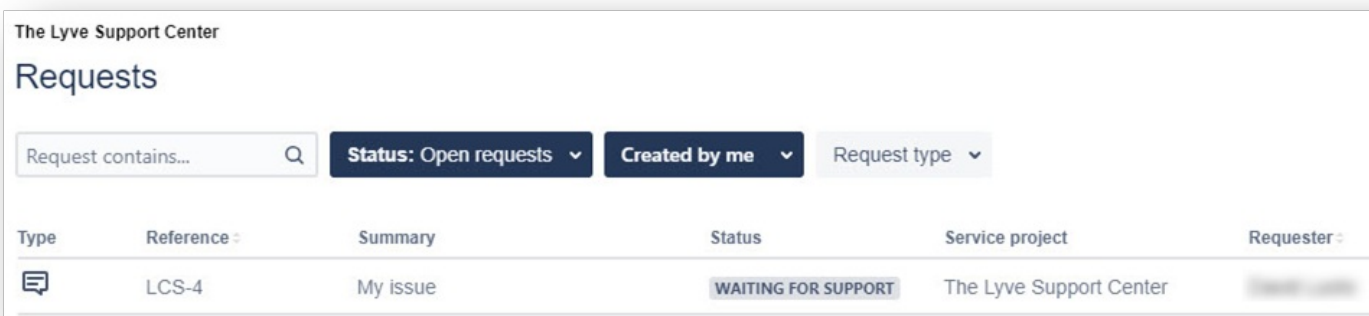 The Lyve Support Center
Requests
Request contains... Status: Open requests Created by me Request type
Type Reference Summary Status Service project Requester
LCS-4 My issue WAITING FOR SUPPORT The Lyve Support Center